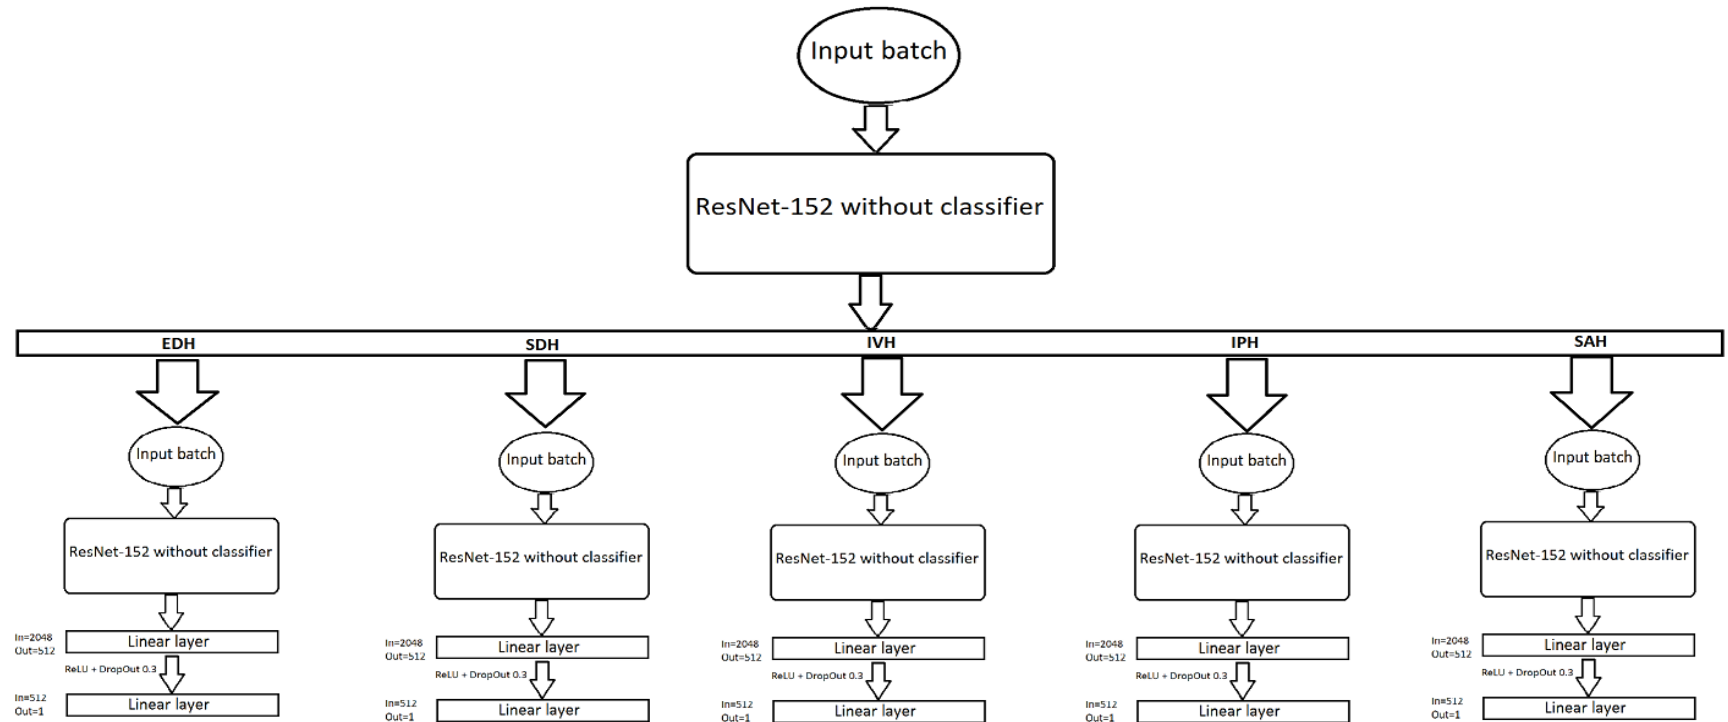 Input batch
ResNet-152 without classifier
EDH SDH IVH IPH SAH
Input batch
ResNet-152 without classifier
In=2048
Out=512
Linear layer
ReLU + DropOut 0.3
In=512
Out=1
Linear layer
Input batch
ResNet-152 without classifier
In=2048
Out=512
Linear layer
ReLU + DropOut 0.3
In=512
Out=1
Linear layer
Input batch
ResNet-152 without classifier
In=2048
Out=512
Linear layer
ReLU + DropOut 0.3
In=512
Out=1
Linear layer
Input batch
ResNet-152 without classifier
In=2048
Out=512
Linear layer
ReLU + DropOut 0.3
In=512
Out=1
Linear layer
Input batch
ResNet-152 without classifier
In=2048
Out=512
Linear layer
ReLU + DropOut 0.3
In=512
Out=1
Linear layer